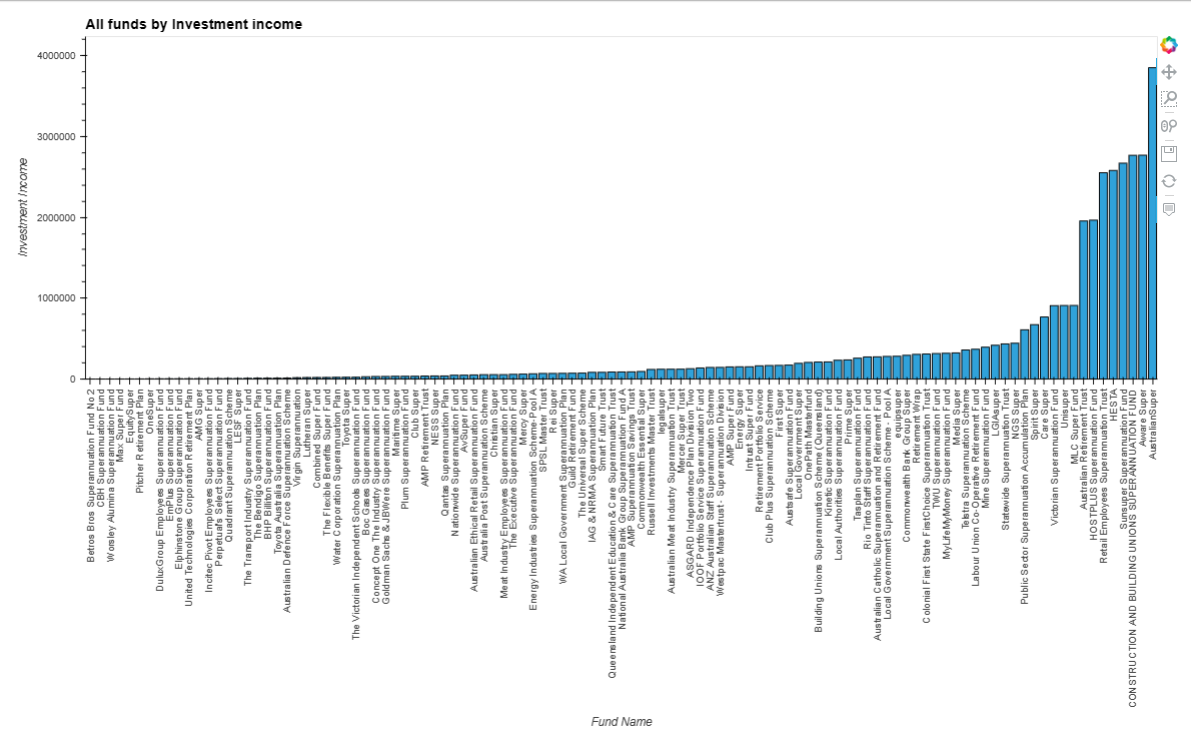 All funds by Investment income
4000000
3000000
2000000
1000000
0
Investment Income
Betros Bros Superannuation Fund No 2
CBH Superannuation Fund
Worsley Alumina Superannuation Fund
Max Super Fund
EquitySuper
Pitcher Retirement Plan
OneSuper
DuluxGroup Employees Superannuation Fund
EmPlus Superannuation Fund
Elphinstone Group Superannuation Fund
United Technologies Corporation Retirement Plan
AMG Super
Incitec Pivot Employees Superannuation Fund
Perpetual's Select Superannuation Fund
Quadrant Superannuation Scheme
LESF Super
The Transport Industry Superannuation Fund
The Bendigo Superannuation Plan
BHP Billiton Superannuation Fund
Toyota Australia Superannuation Plan
Australian Defence Force Superannuation Scheme
Virgin Superannuation
Lutheran Super
Combined Super Fund
The Flexible Benefits Super Fund
Water Corporation Superannuation Plan
Toyota Super
The Victorian Independent Schools Superannuation Fund
Boc Gases Superannuation Fund
Concept One The Industry Superannuation Fund
Goldman Sachs & JBWere Superannuation Fund
Maritime Super
Plum Superannuation Fund
Club Super
AMP Retirement Trust
NESS Super
Qantas Superannuation Plan
Nationwide Superannuation Fund
AvSuper Fund
Australian Ethical Retail Superannuation Fund
Australia Post Superannuation Scheme
Christian Super
Meat Industry Employees Superannuation Fund
The Executive Superannuation Fund
Mercy Super
Energy Industries Superannuation Scheme-Pool A
SPSL Master Trust
Rei Super
WA Local Government Superannuation Plan
Guild Retirement Fund
The Universal Super Scheme
IAG & NRMA Superannuation Plan
Smart Future Trust
Queensland Independent Education & Care Superannuation Trust
National Australia Bank Group Superannuation Fund A
AMP Superannuation Savings Trust
Commonwealth Essential Super
Russell Investments Master Trust
legalsuper
Australian Meat Industry Superannuation Trust
Mercer Super Trust
ASGARD Independence Plan Division Two
IOOF Portfolio Service Superannuation Fund
ANZ Australian Staff Superannuation Scheme
Westpac Mastertrust - Superannuation Division
AMP Super Fund
Energy Super
Intrust Super Fund
Retirement Portfolio Service
Club Plus Superannuation Scheme
First Super
Austsafe Superannuation Fund
Local Government Super
OnePath Masterfund
Building Unions Superannuation Scheme (Queensland)
Kinetic Superannuation Fund
Local Authorities Superannuation Fund
Prime Super
Tasplan Superannuation Fund
Rio Tinto Staff Superannuation Fund
Australian Catholic Superannuation and Retirement Fund
Local Government Superannuation Scheme - Pool A
equipsuper
Commonwealth Bank Group Super
Retirement Wrap
Colonial First State FirstChoice Superannuation Trust
TWU Superannuation Fund
MyLifeMyMoney Superannuation Fund
Media Super
Telstra Superannuation Scheme
Labour Union Co-Operative Retirement Fund
Mine Superannuation Fund
LGIAsuper
Statewide Superannuation Trust
NGS Super
Public Sector Superannuation Accumulation Plan
Spirit Super
Care Super
Victorian Superannuation Fund
Unisuper
MLC Super Fund
Australian Retirement Trust
HOSTPLUS Superannuation Fund
Retail Employees Superannuation Trust
HESTA
Sunsuper Superannuation Fund
CONSTRUCTION AND BUILDING UNIONS SUPERANNUATION FUND
Aware Super
AustralianSuper
Fund Name